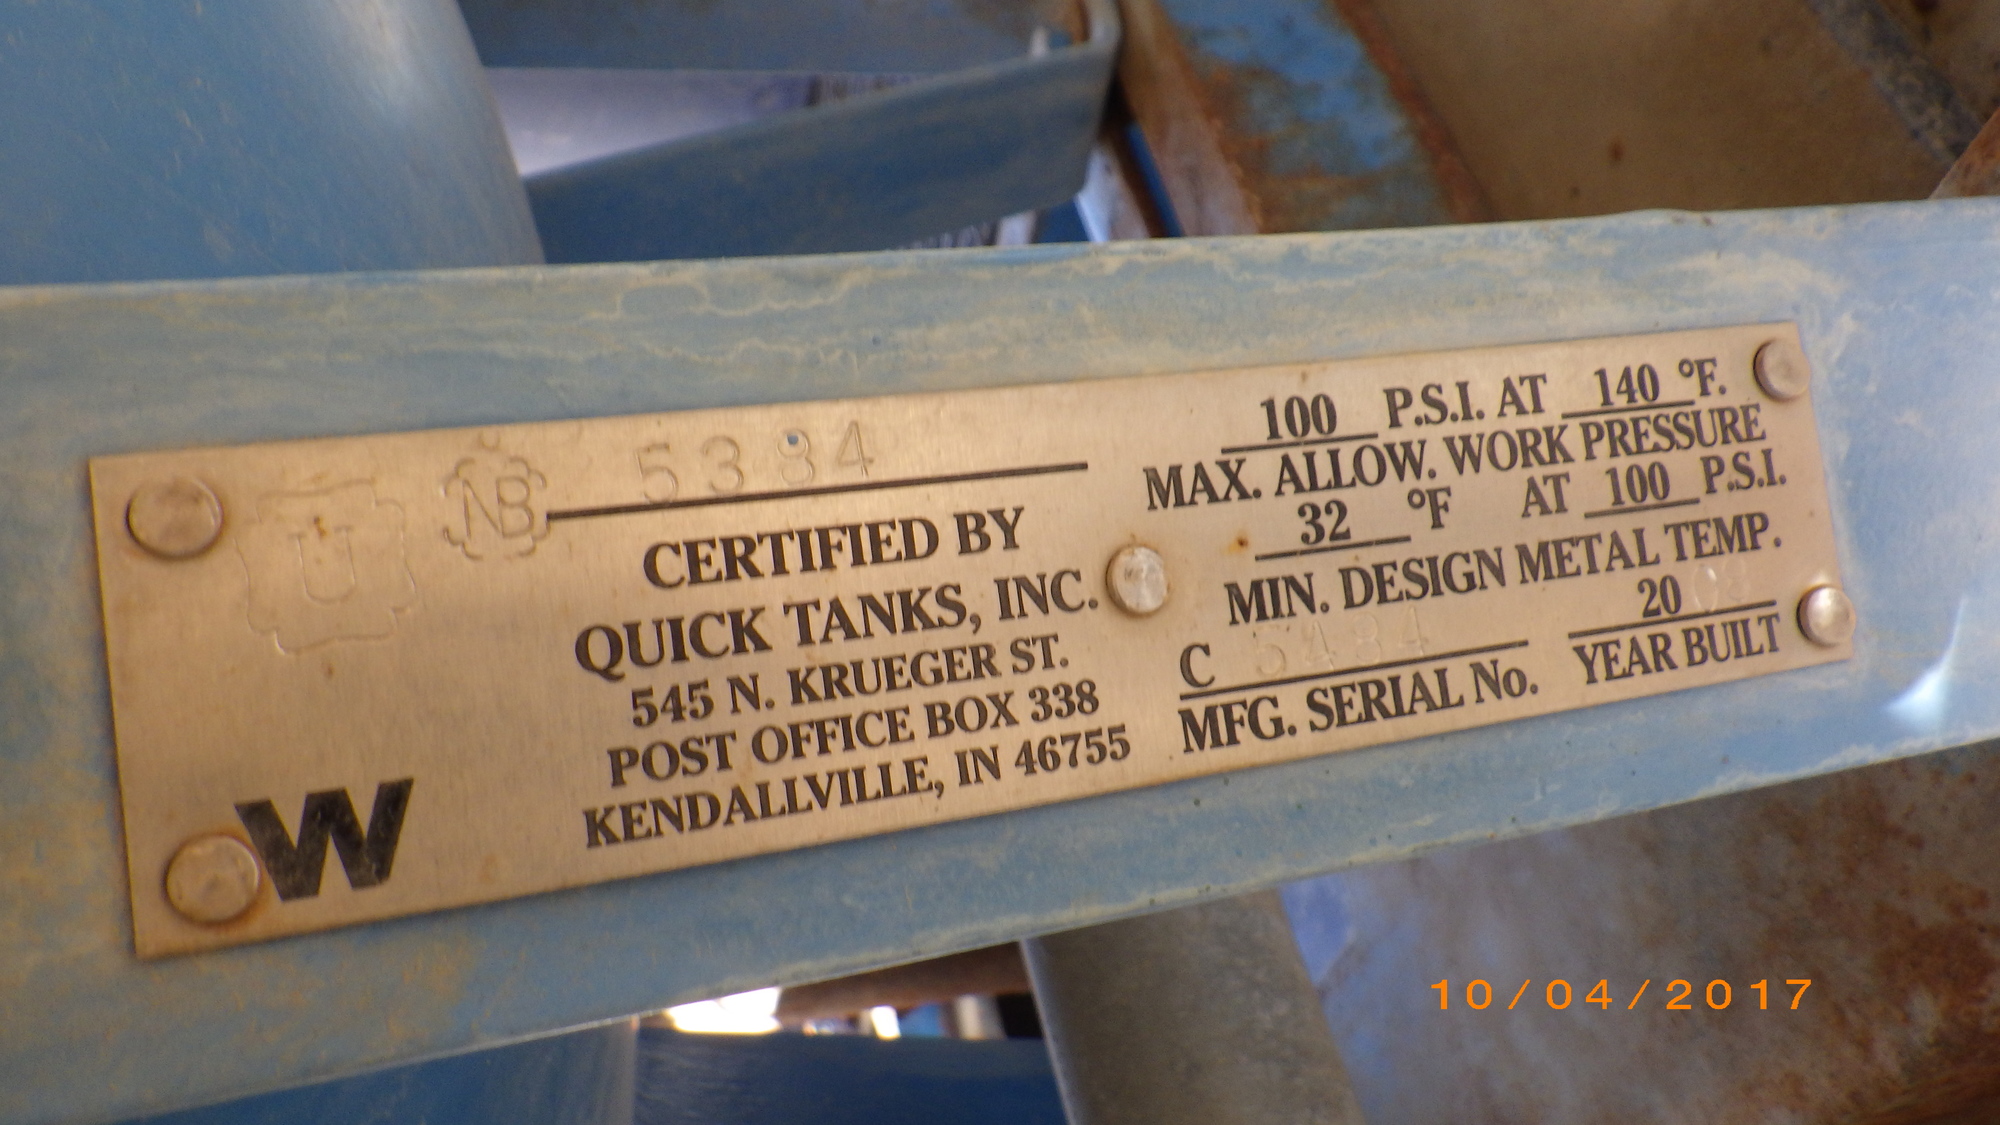 U
NB 5384
CERTIFIED BY
QUICK TANKS, INC.
545 N. KRUEGER ST.
POST OFFICE BOX 338
KENDALLVILLE, IN 46755
W
100 P.S.I. AT 140 °F.
MAX. ALLOW. WORK PRESSURE
32 °F AT 100 P.S.I.
MIN. DESIGN METAL TEMP.
C
MFG. SERIAL No.
20
YEAR BUILT
10/04/2017